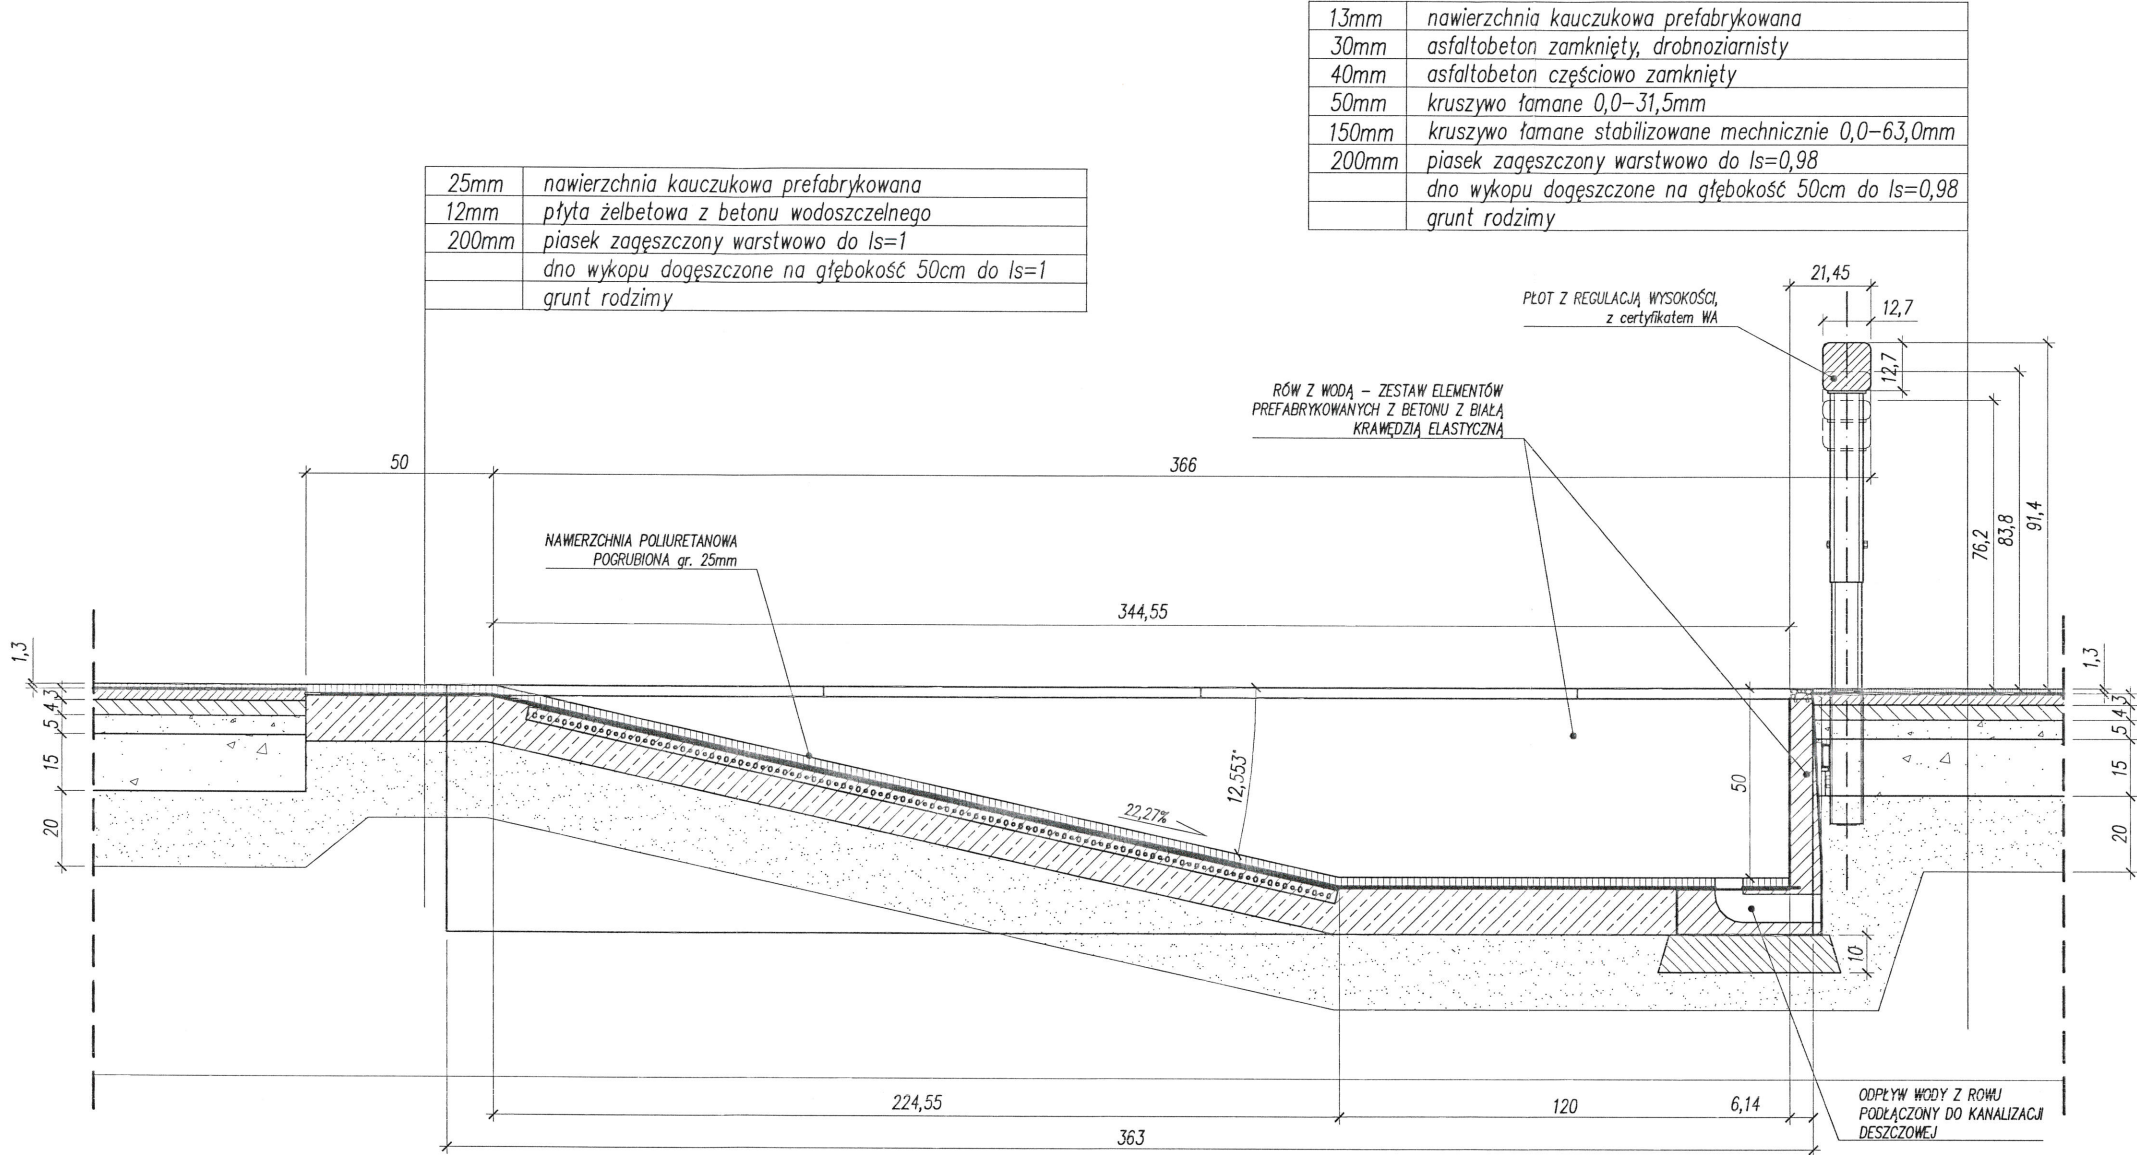 13mm nawierzchnia kauczukowa prefabrykowana
30mm asfaltobeton zamknięty, drobnoziarnisty
40mm asfaltobeton częściowo zamknięty
50mm kruszywo łamane 0,0-31,5mm
150mm kruszywo łamane stabilizowane mechnicznie 0,0-63,0mm
200mm piasek zagęszczony warstwowo do Is=0,98
dno wykopu dogęszczone na głębokość 50cm do Is=0,98
grunt rodzimy
25mm nawierzchnia kauczukowa prefabrykowana
12mm płyta żelbetowa z betonu wodoszczelnego
200mm piasek zagęszczony warstwowo do Is=1
dno wykopu dogęszczone na głębokość 50cm do Is=1
grunt rodzimy
21,45
PŁOT Z REGULACJĄ WYSOKOŚCI,
z certyfikatem WA
12,7
12,7
RÓW Z WODĄ – ZESTAW ELEMENTÓW
PREFABRYKOWANYCH Z BETONU Z BIAŁĄ
KRAWĘDZIĄ ELASTYCZNĄ
50
366
76,2
83,8
91,4
NAWIERZCHNIA POLIURETANOWA
POGRUBIONA gr. 25mm
344,55
1,3
3
4
5
15
20
22,27%
12,553°
50
1,3
3
4
5
15
20
10
224,55
120
6,14
363
ODPŁYW WODY Z ROWU
PODŁĄCZONY DO KANALIZACJI
DESZCZOWEJ